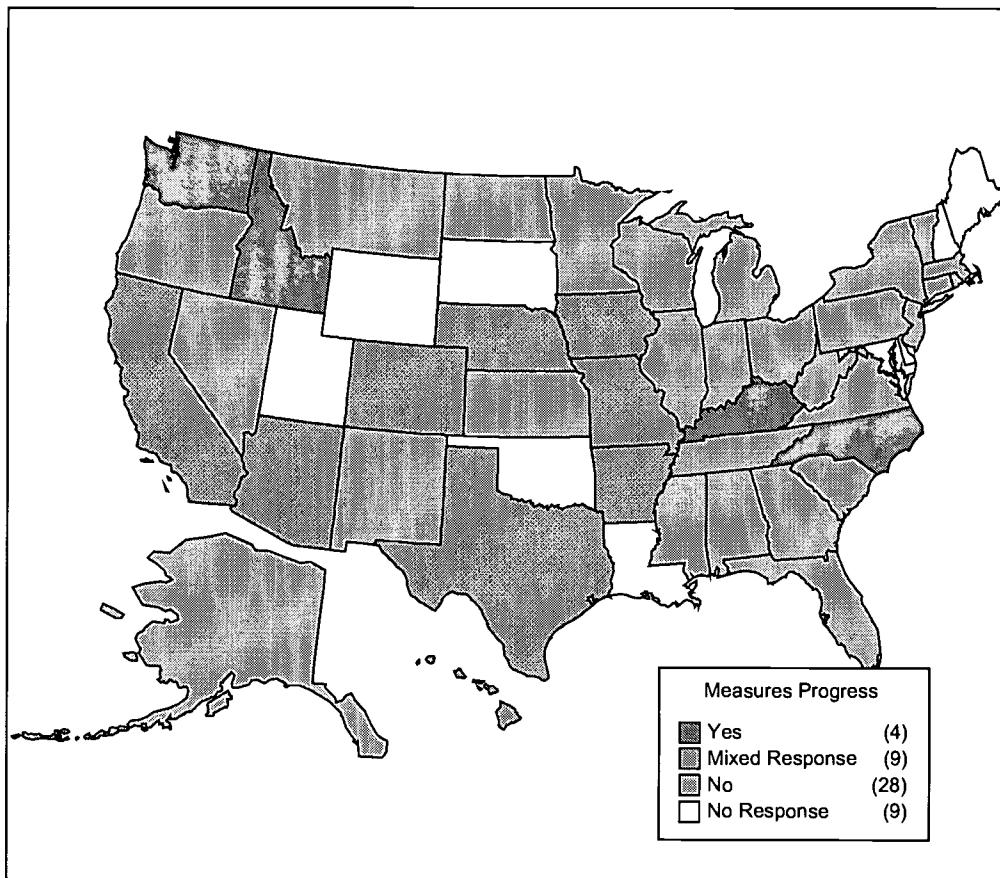 Measures Progress
Yes (4)
Mixed Response (9)
No (28)
No Response (9)